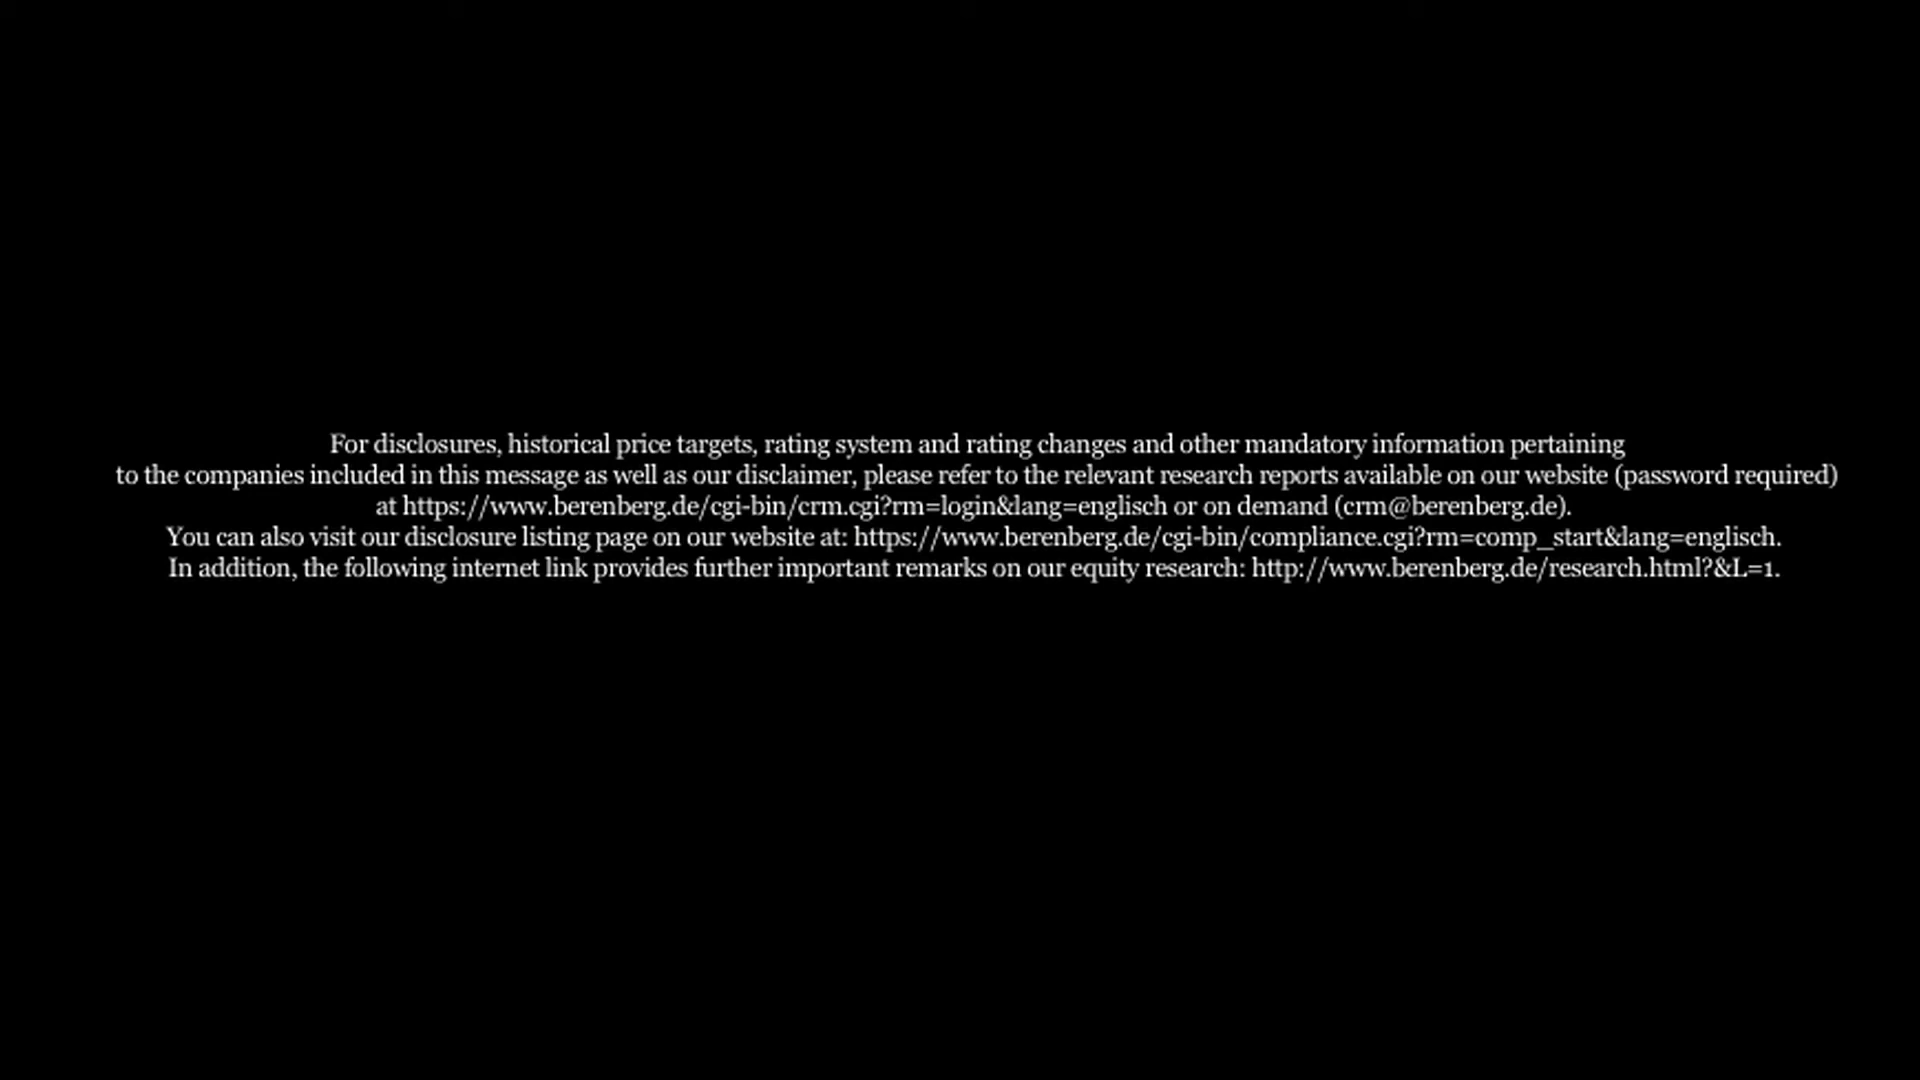 For disclosures, historical price targets, rating system and rating changes and other mandatory information pertaining
to the companies included in this message as well as our disclaimer, please refer to the relevant research reports available on our website (password required)
at https://www.berenberg.de/cgi-bin/crm.cgi?rm=login&lang=englisch or on demand (crm@berenberg.de).
You can also visit our disclosure listing page on our website at: https://www.berenberg.de/cgi-bin/compliance.cgi?rm=comp_start&lang=englisch.
In addition, the following internet link provides further important remarks on our equity research: http://www.berenberg.de/research.html?&L=1.